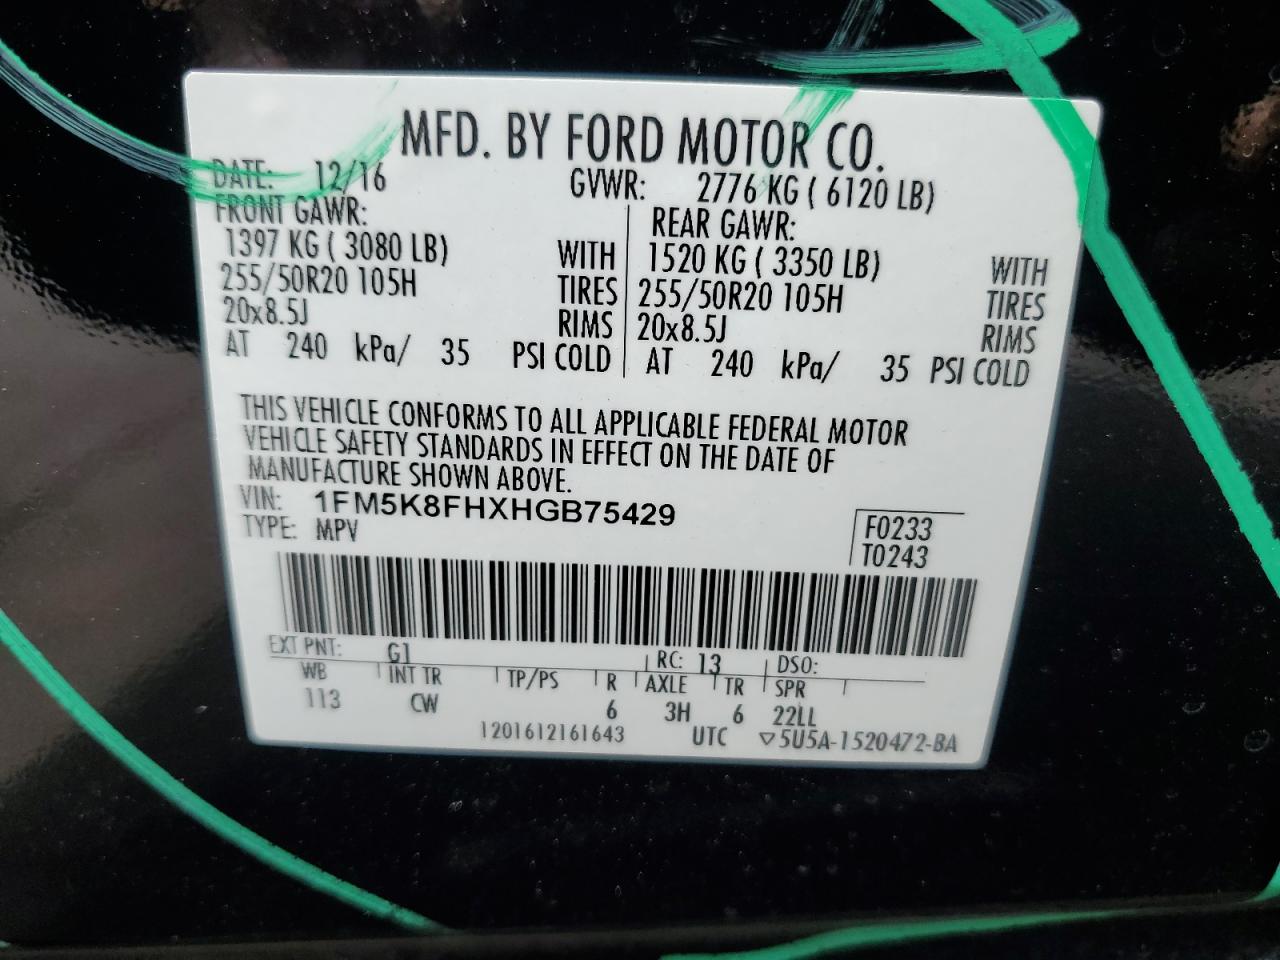 MFD. BY FORD MOTOR CO.
DATE: 12/16 GVWR: 2776 KG ( 6120 LB)
FRONT GAWR: REAR GAWR:
1397 KG ( 3080 LB) WITH 1520 KG ( 3350 LB) WITH
255/50R20 105H TIRES 255/50R20 105H TIRES
20x8.5J RIMS 20x8.5J RIMS
AT 240 kPa/ 35 PSI COLD AT 240 kPa/ 35 PSI COLD
THIS VEHICLE CONFORMS TO ALL APPLICABLE FEDERAL MOTOR
VEHICLE SAFETY STANDARDS IN EFFECT ON THE DATE OF
MANUFACTURE SHOWN ABOVE.
VIN: 1FM5K8FHXHGB75429
TYPE: MPV
F0233
T0243
EXT PNT: G1 RC: 13 DSO:
WB INT TR TP/PS R AXLE TR SPR
113 CW 6 3H 6 22LL
1201612161643 UTC ▽5U5A-1520472-BA